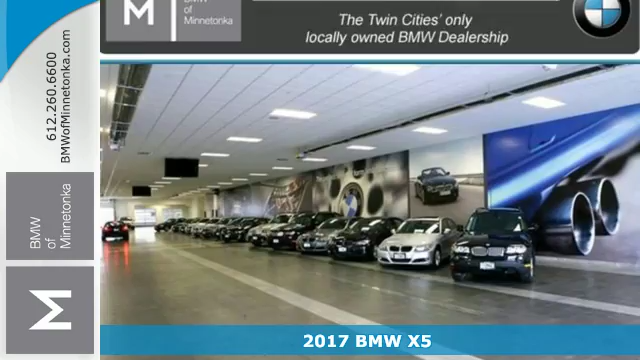 BMW
of
Minnetonka
M
The Twin Cities' only
locally owned BMW Dealership
BMW
612.260.6600
BMWofMinnetonka.com
BMW
of
Minnetonka
M
2017 BMW X5